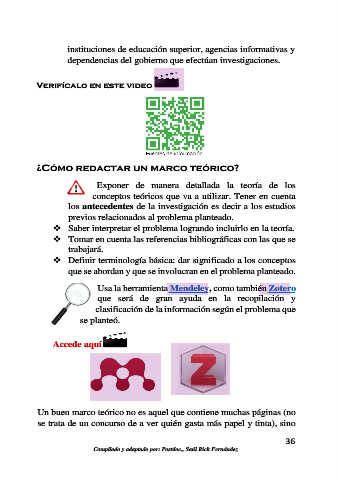 instituciones de educación superior, agencias informativas y
dependencias del gobierno que efectúan investigaciones.
Verifícalo en este video
Fuentes de información
¿Cómo redactar un marco teórico?
Exponer de manera detallada la teoría de los
conceptos teóricos que va a utilizar. Tener en cuenta
los antecedentes de la investigación es decir a los estudios
previos relacionados al problema planteado.
❖ Saber interpretar el problema logrando incluirlo en la teoría.
❖ Tomar en cuenta las referencias bibliográficas con las que se
trabajará.
❖ Definir terminología básica: dar significado a los conceptos
que se abordan y que se involucran en el problema planteado.
Usa la herramienta Mendeley, como también Zotero
que será de gran ayuda en la recopilación y
clasificación de la información según el problema que
se planteó.
Accede aquí
Z
Un buen marco teórico no es aquel que contiene muchas páginas (no
se trata de un concurso de a ver quién gasta más papel y tinta), sino
36
Compilado y adaptado por: Postdoc., Saúl Rick Fernández